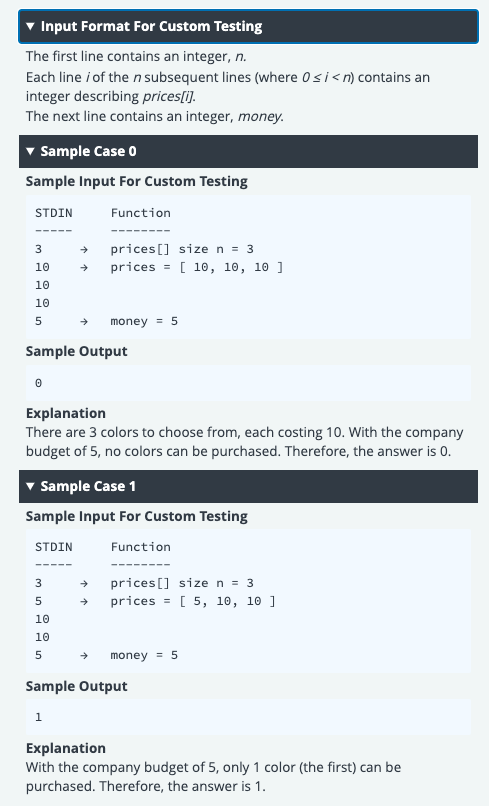 ▼ Input Format For Custom Testing
The first line contains an integer, n.
Each line i of the n subsequent lines (where 0 ≤ i < n) contains an
integer describing prices[i].
The next line contains an integer, money.
▼ Sample Case 0
Sample Input For Custom Testing
STDIN     Function
-----     --------
3    →    prices[] size n = 3
10   →    prices = [ 10, 10, 10 ]
10
10
5    →    money = 5
Sample Output
0
Explanation
There are 3 colors to choose from, each costing 10. With the company
budget of 5, no colors can be purchased. Therefore, the answer is 0.
▼ Sample Case 1
Sample Input For Custom Testing
STDIN     Function
-----     --------
3    →    prices[] size n = 3
5    →    prices = [ 5, 10, 10 ]
10
10
5    →    money = 5
Sample Output
1
Explanation
With the company budget of 5, only 1 color (the first) can be
purchased. Therefore, the answer is 1.